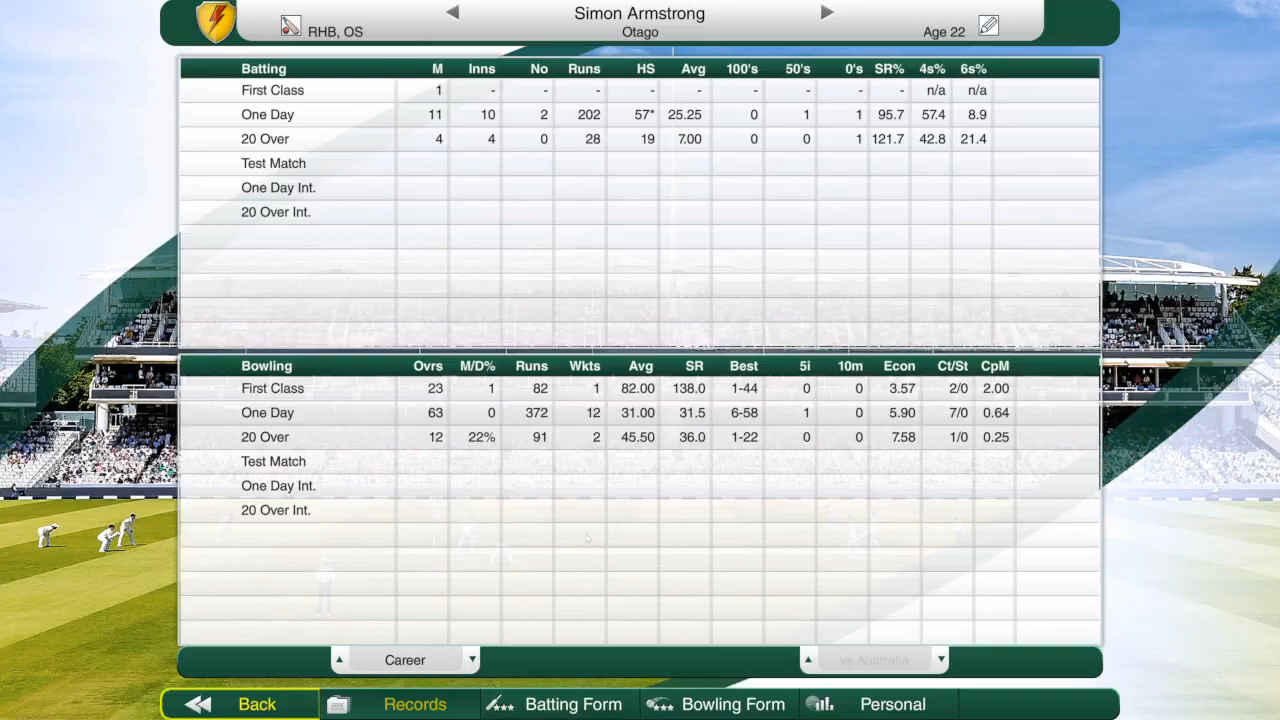 Simon Armstrong
RHB, OS
Otago
Age 22
Batting M Inns No Runs HS Avg 100's 50's 0's SR% 4s% 6s%
First Class 1 - - - - - - - - - n/a n/a
One Day 11 10 2 202 57* 25.25 0 1 1 95.7 57.4 8.9
20 Over 4 4 0 28 19 7.00 0 0 1 121.7 42.8 21.4
Test Match
One Day Int.
20 Over Int.
Bowling Ovrs M/D% Runs Wkts Avg SR Best 5i 10m Econ Ct/St CpM
First Class 23 1 82 1 82.00 138.0 1-44 0 0 3.57 2/0 2.00
One Day 63 0 372 12 31.00 31.5 6-58 1 0 5.90 7/0 0.64
20 Over 12 22% 91 2 45.50 36.0 1-22 0 0 7.58 1/0 0.25
Test Match
One Day Int.
20 Over Int.
Career vs Australia
Back Records Batting Form Bowling Form Personal